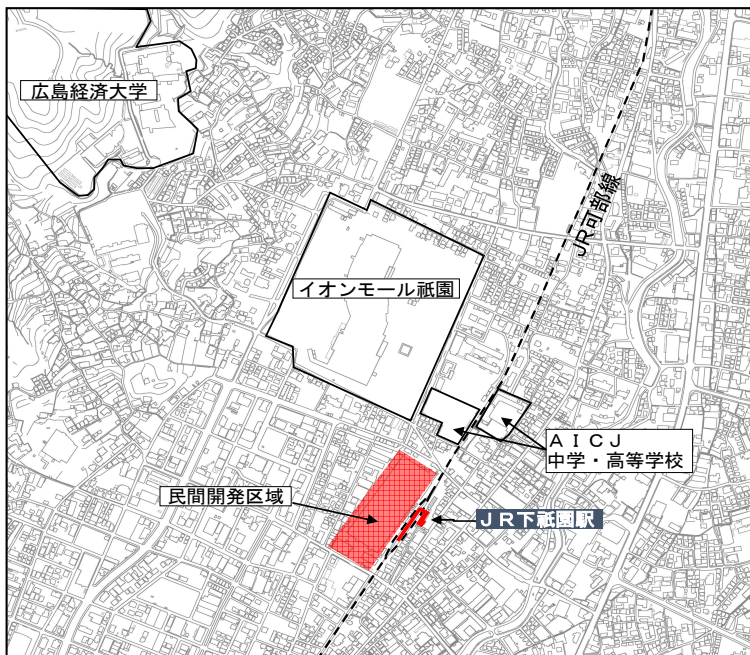 広島経済大学
JR可部線
イオンモール祇園
ＡＩＣＪ
中学・高等学校
民間開発区域
ＪＲ下祇園駅